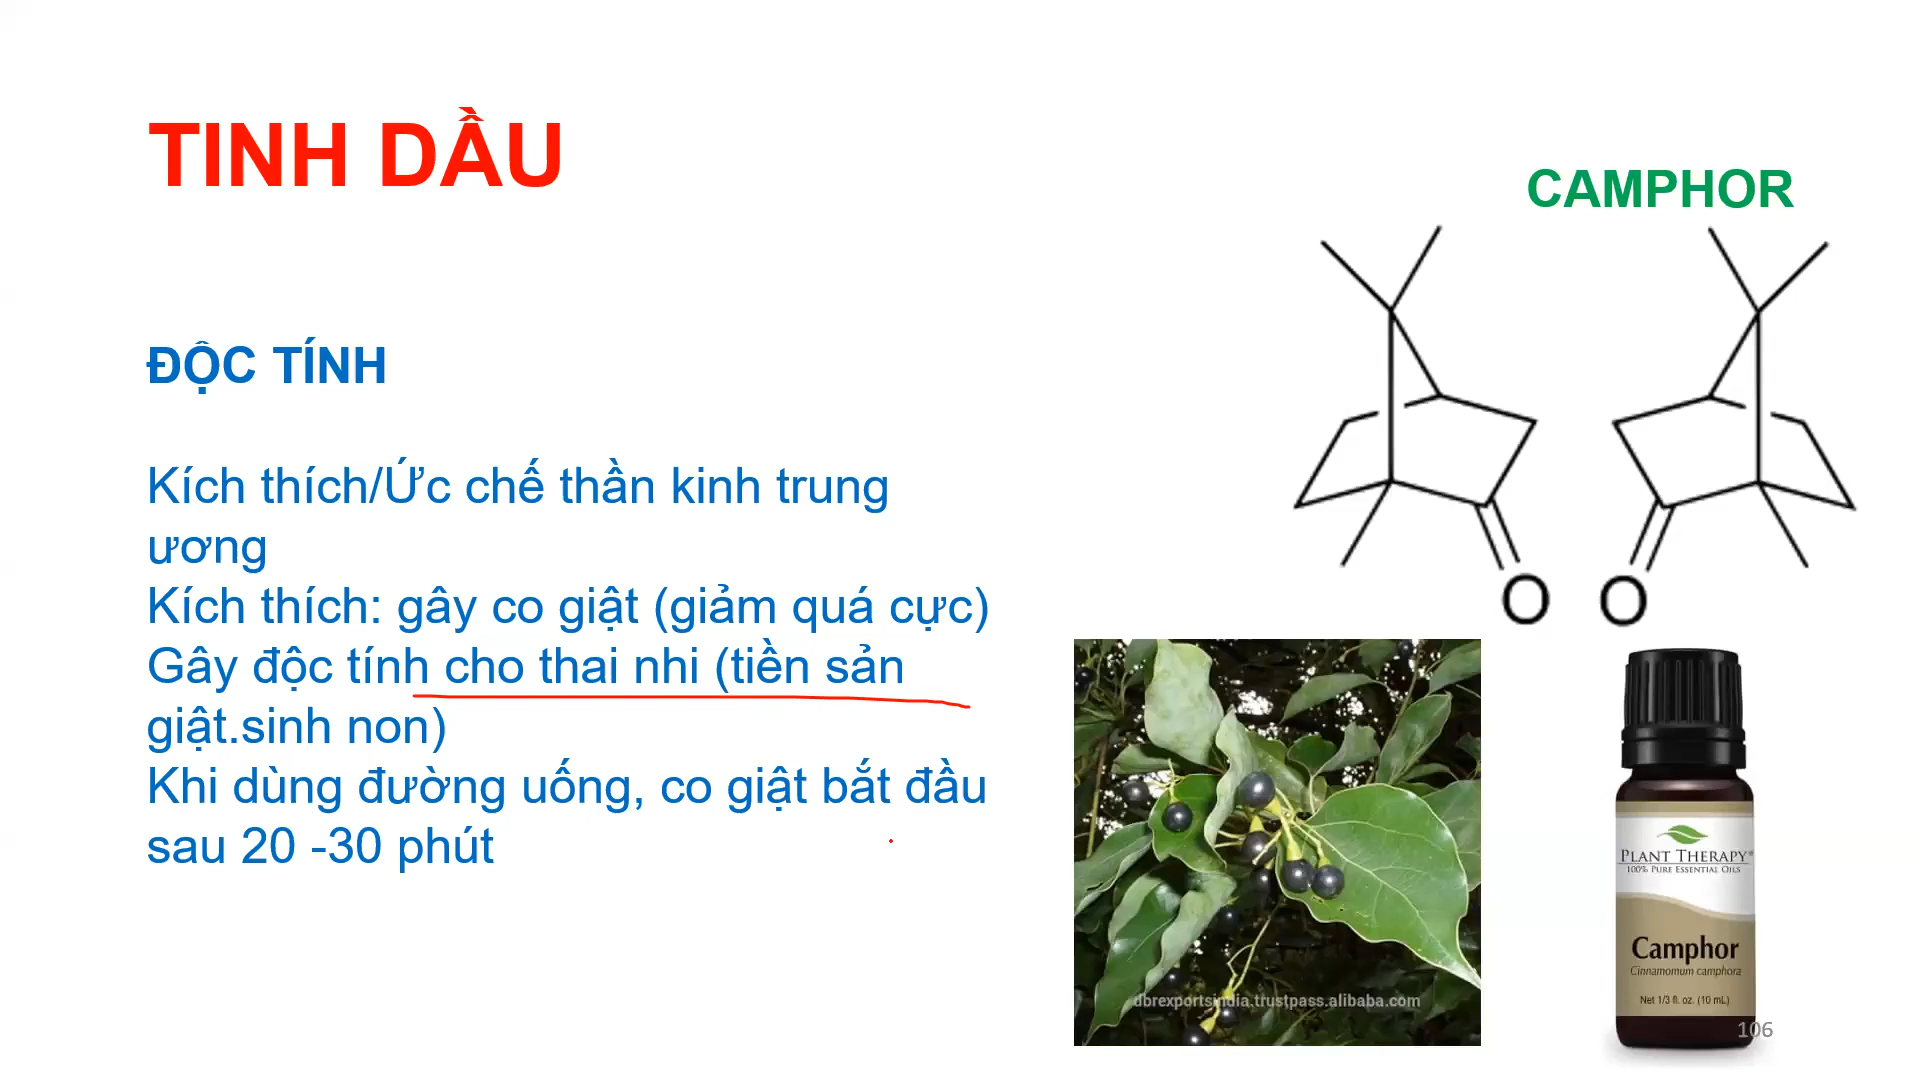 TINH DẦU
CAMPHOR
ĐỘC TÍNH
Kích thích/Ức chế thần kinh trung
ương
Kích thích: gây co giật (giảm quá cực)
Gây độc tính cho thai nhi (tiền sản
giật.sinh non)
Khi dùng đường uống, co giật bắt đầu
sau 20 -30 phút
O O
dbrexportsindia.trustpass.alibaba.com
PLANT THERAPY®
100% PURE ESSENTIAL OILS
Camphor
Cinnamomum camphora
Net 1/3 fl. oz. (10 mL)
106